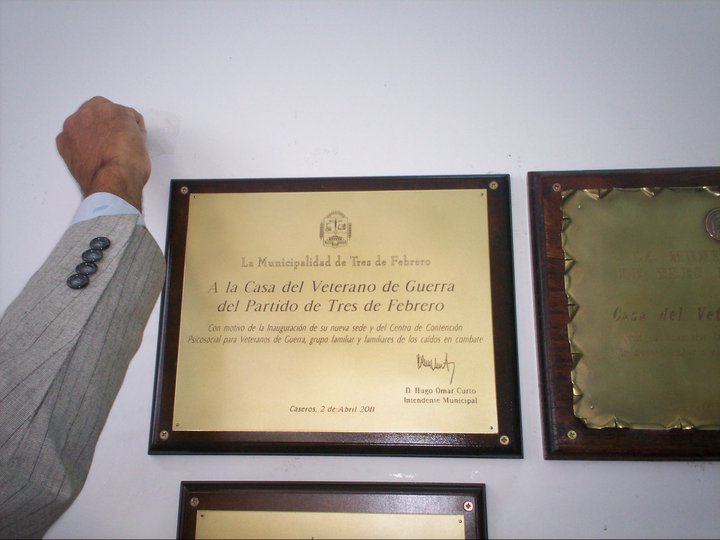 La Municipalidad de Tres de Febrero
A la Casa del Veterano de Guerra
del Partido de Tres de Febrero
Con motivo de la Inauguración de su nueva sede y del Centro de Contención
Psicosocial para Veteranos de Guerra, grupo familiar y familiares de los caídos en combate
D. Hugo Omar Curto
Intendente Municipal
Caseros, 2 de Abril 2011
Casa del